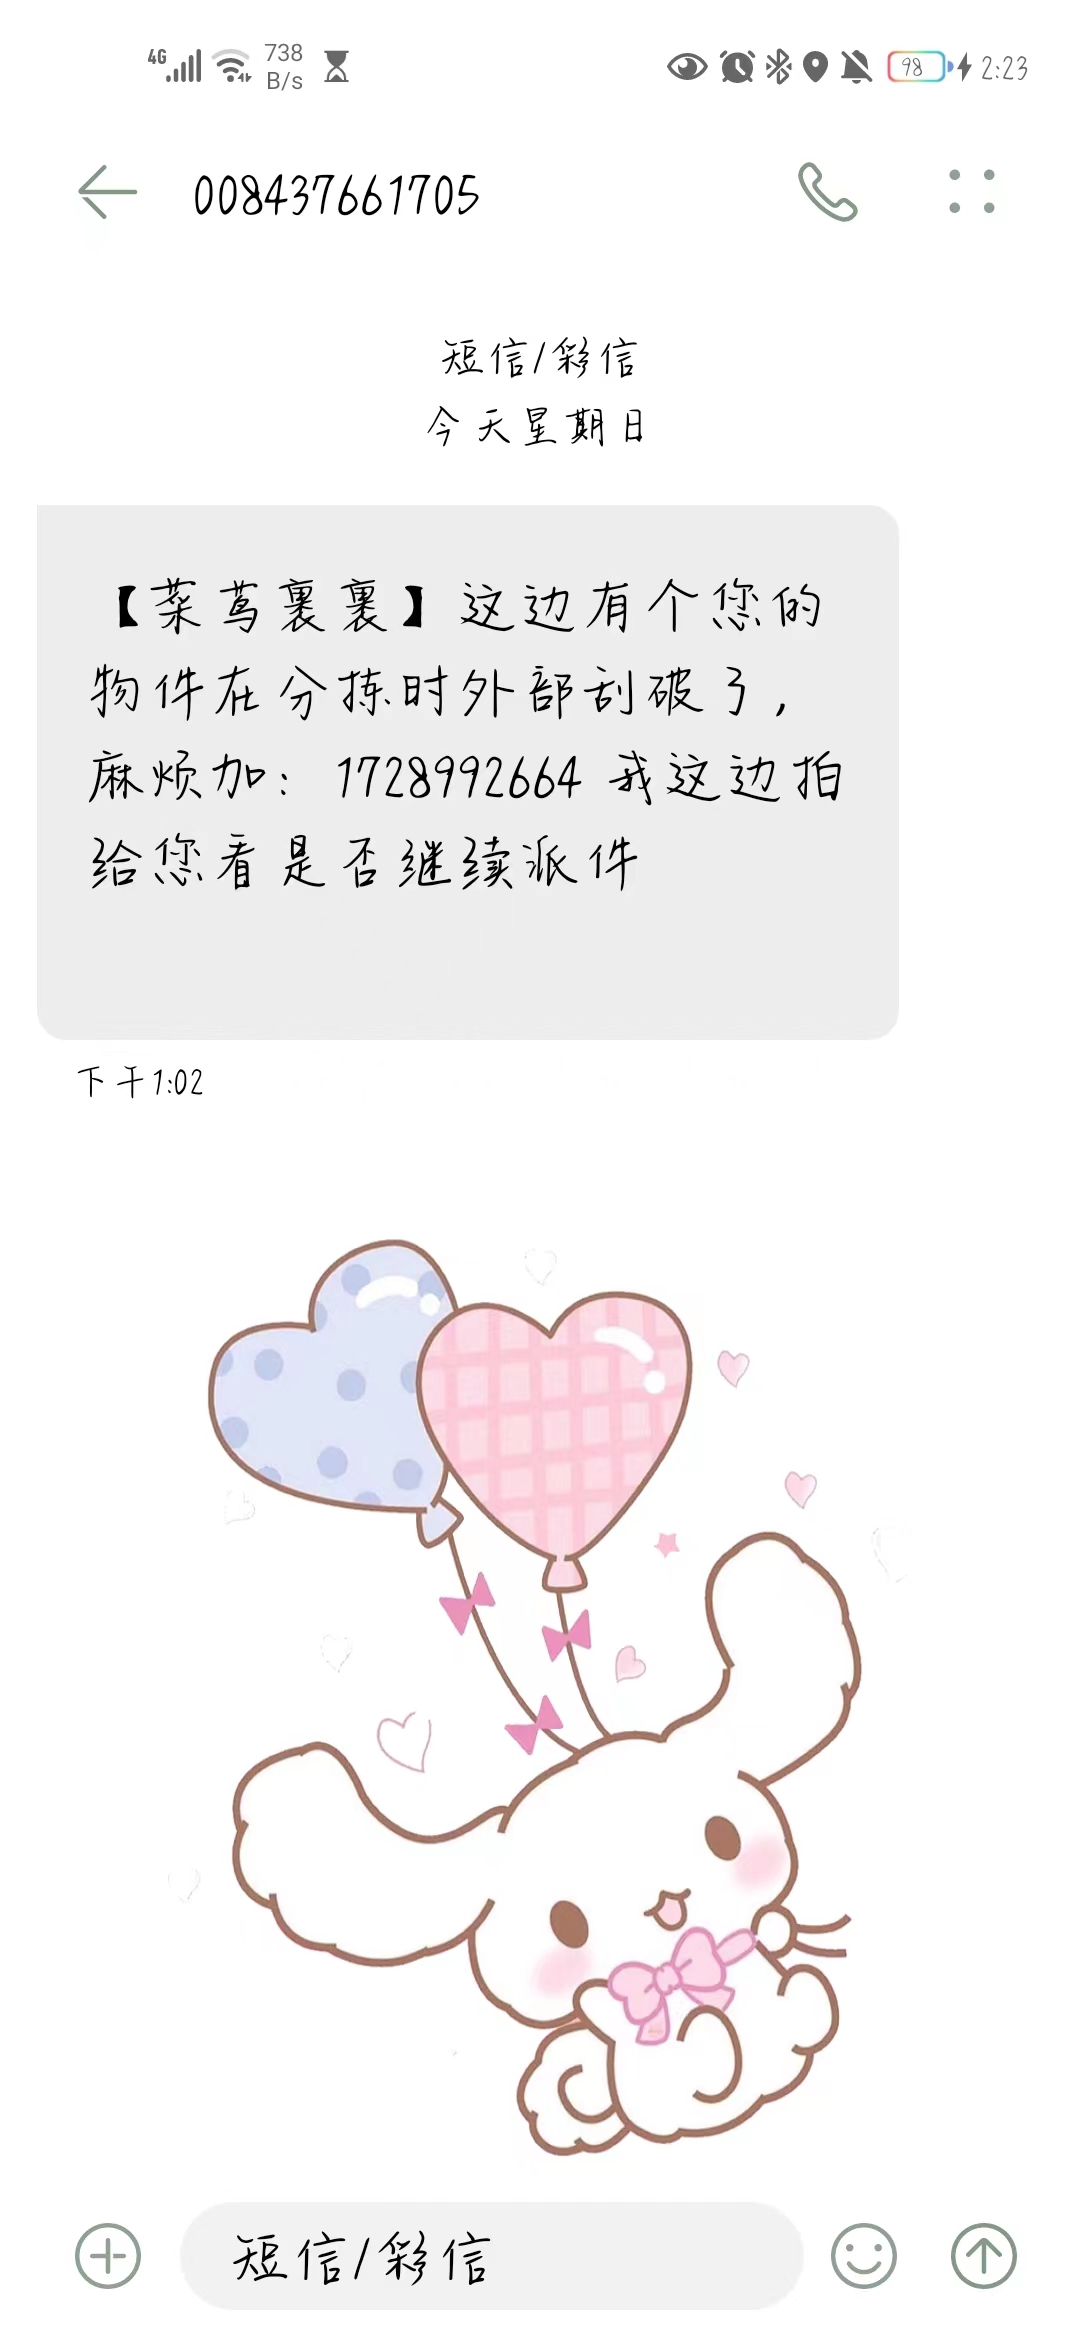 4G 738 B/s 98 2:23
008437661705
短信/彩信
今天星期日
【菜茑裹裹】这边有个您的
物件在分拣时外部刮破了,
麻烦加: 1728992664 我这边拍
给您看是否继续派件
下午1:02
短信/彩信